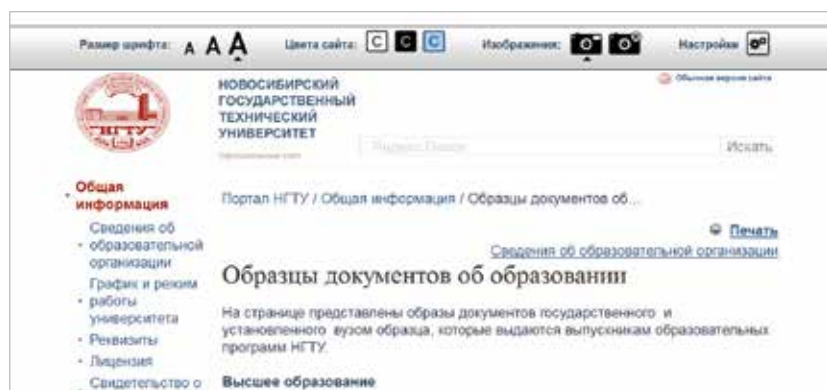 Размер шрифта: А А А Цвета сайта: С С С Изображения: Настройки
Обычная версия сайта
НГТУ
НОВОСИБИРСКИЙ
ГОСУДАРСТВЕННЫЙ
ТЕХНИЧЕСКИЙ
УНИВЕРСИТЕТ
Искать
Общая
информация
Сведения об
образовательной
организации
График и режим
работы
университета
Реквизиты
Лицензия
Свидетельство о
Портал НГТУ / Общая информация / Образцы документов об...
Печать
Сведения об образовательной организации
Образцы документов об образовании
На странице представлены образы документов государственного и
установленного вузом образца, которые выдаются выпускникам образовательных
программ НГТУ.
Высшее образование